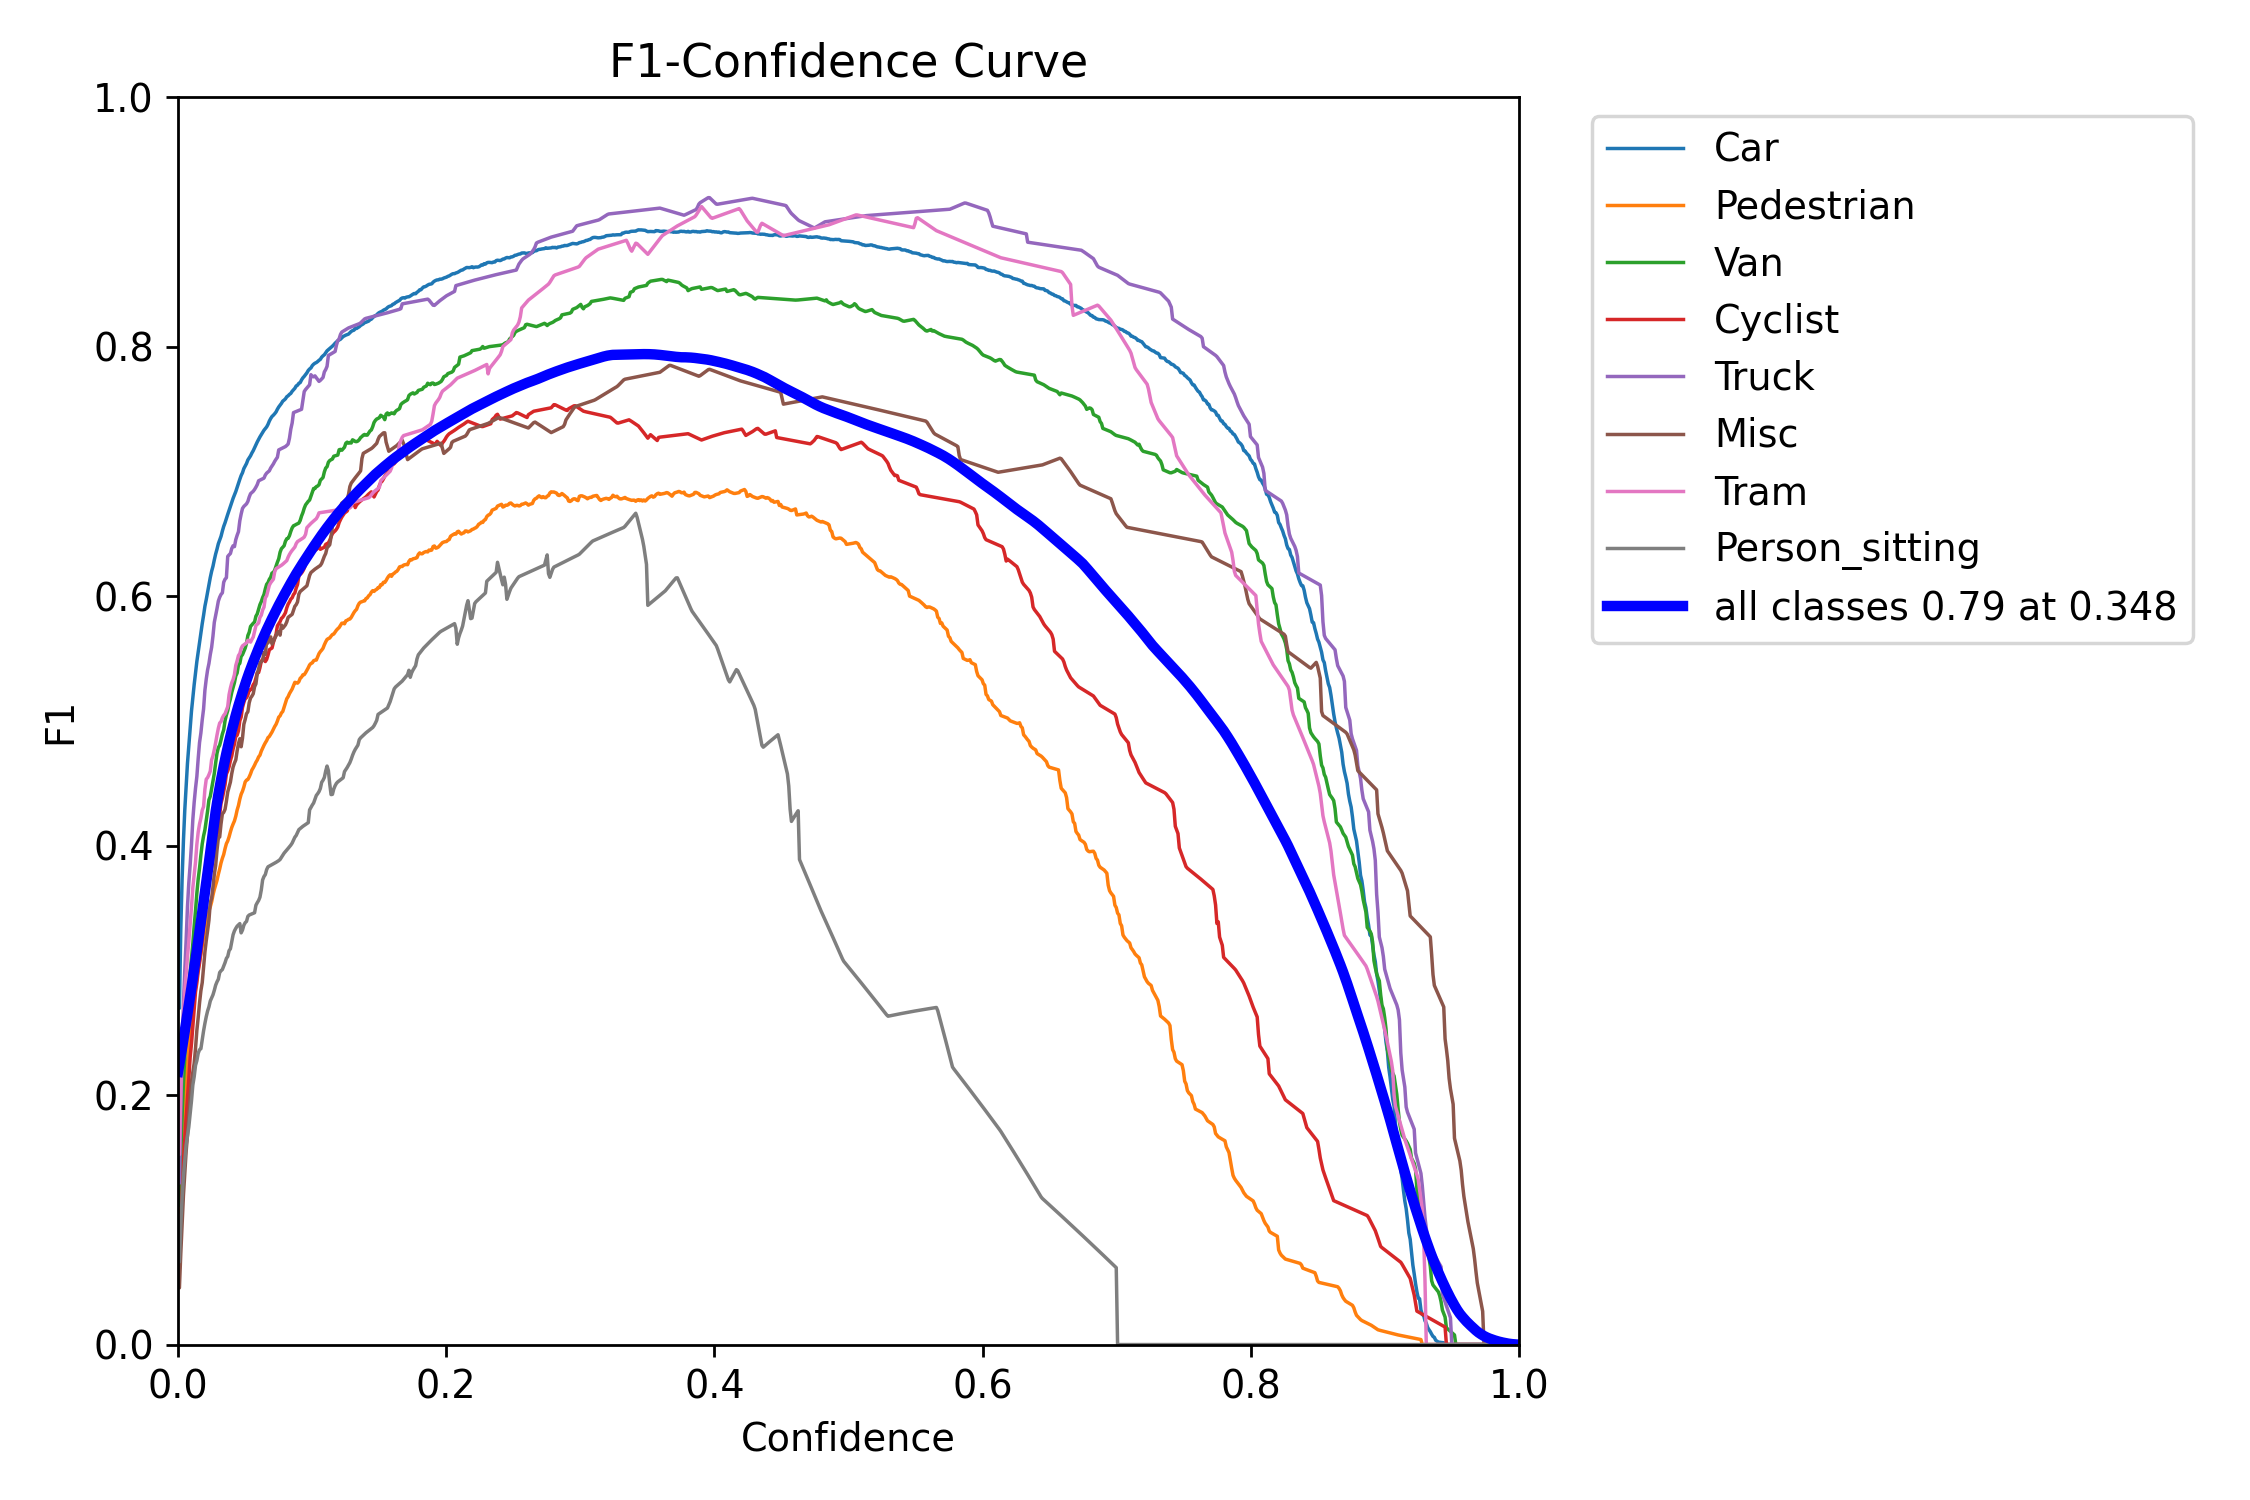 F1-Confidence Curve
1.0
0.8
0.6
0.4
0.2
0.0
F1
0.0 0.2 0.4 0.6 0.8 1.0
Confidence
Car
Pedestrian
Van
Cyclist
Truck
Misc
Tram
Person_sitting
all classes 0.79 at 0.348